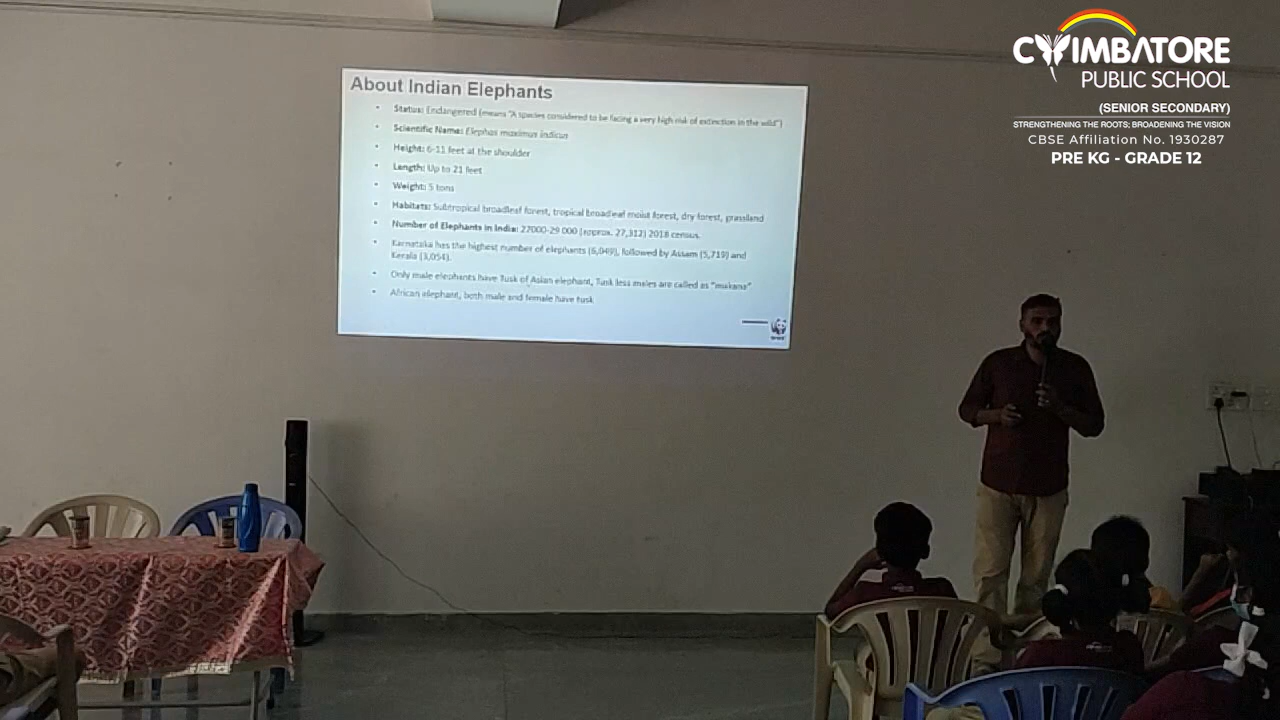 About Indian Elephants
• Status: Endangered (means "A species considered to be facing a very high risk of extinction in the wild")
• Scientific Name: Elephas maximus indicus
• Height: 6-11 feet at the shoulder
• Length: Up to 21 feet
• Weight: 5 tons
• Habitats: Subtropical broadleaf forest, tropical broadleaf moist forest, dry forest, grassland
• Number of Elephants in India: 27000-29 000 (approx. 27,312) 2018 census.
• Karnataka has the highest number of elephants (6,049), followed by Assam (5,719) and
Kerala (3,054).
• Only male elephants have Tusk of Asian elephant, Tusk less males are called as "makana"
• African elephant, both male and female have tusk
WWF
COIMBATORE
PUBLIC SCHOOL
(SENIOR SECONDARY)
STRENGTHENING THE ROOTS; BROADENING THE VISION
CBSE Affiliation No. 1930287
PRE KG - GRADE 12